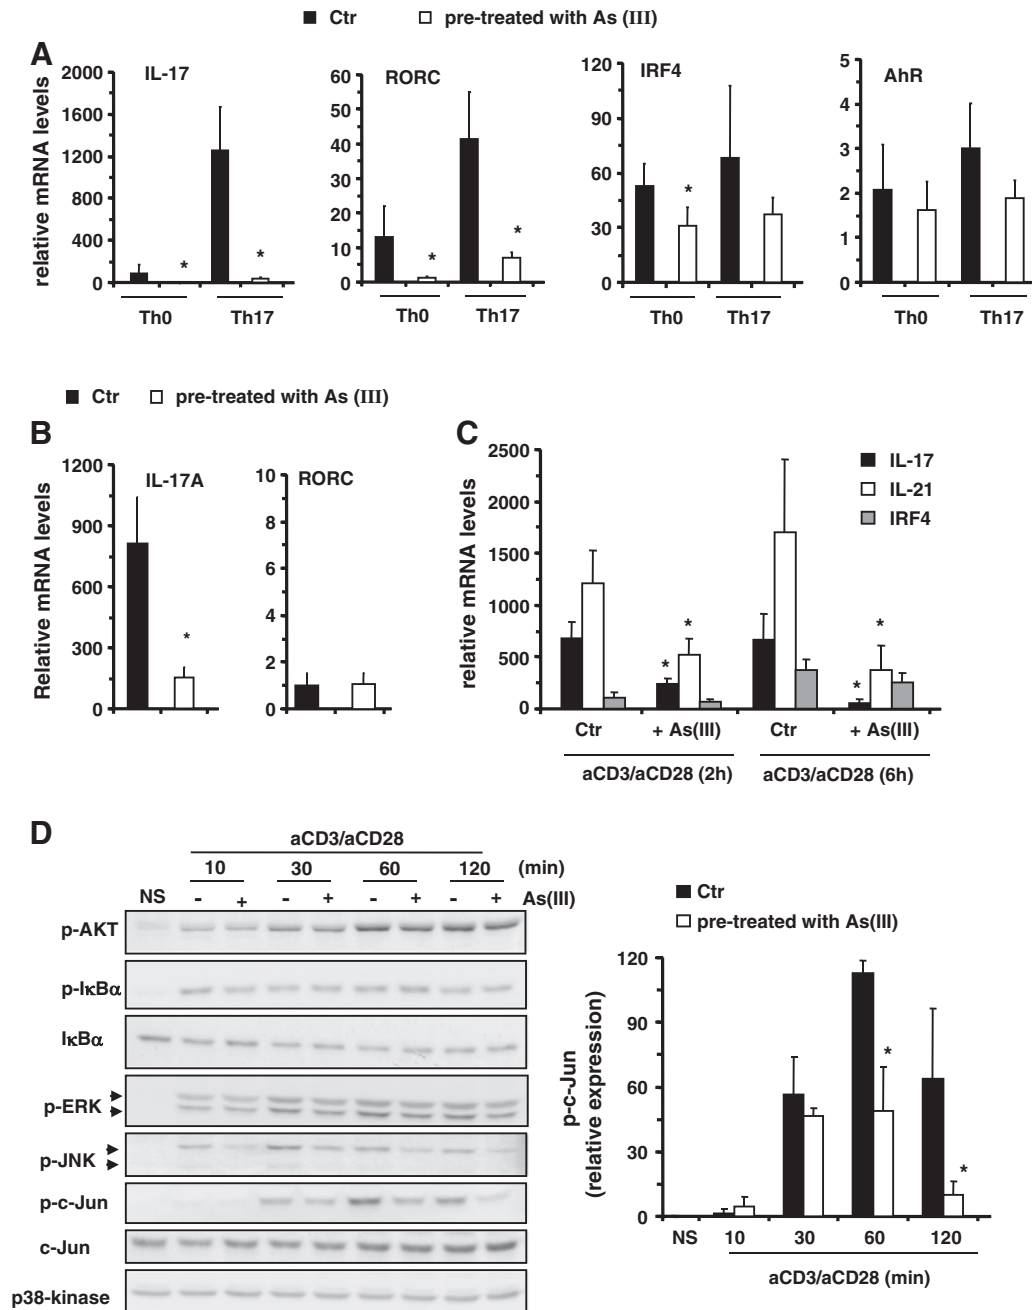 Ctr pre-treated with As (III)
A
IL-17
RORC
IRF4
AhR
relative mRNA levels
2000
1600
1200
800
400
0
60
50
40
30
20
10
0
120
90
60
30
0
5
4
3
2
1
0
* *
* *
*
Th0 Th17
Th0 Th17
Th0 Th17
Th0 Th17
Ctr pre-treated with As (III)
B
IL-17A
RORC
Relative mRNA levels
1200
900
600
300
0
*
10
8
6
4
2
0
C
relative mRNA levels
2500
2000
1500
1000
500
0
IL-17
IL-21
IRF4
* * * *
Ctr + As(III) Ctr + As(III)
aCD3/aCD28 (2h) aCD3/aCD28 (6h)
D
aCD3/aCD28
10 30 60 120 (min)
NS - + - + - + - + As(III)
p-AKT
p-IκBα
IκBα
p-ERK
p-JNK
p-c-Jun
c-Jun
p38-kinase
Ctr
pre-treated with As(III)
p-c-Jun
(relative expression)
120
90
60
30
0
* *
NS 10 30 60 120
aCD3/aCD28 (min)